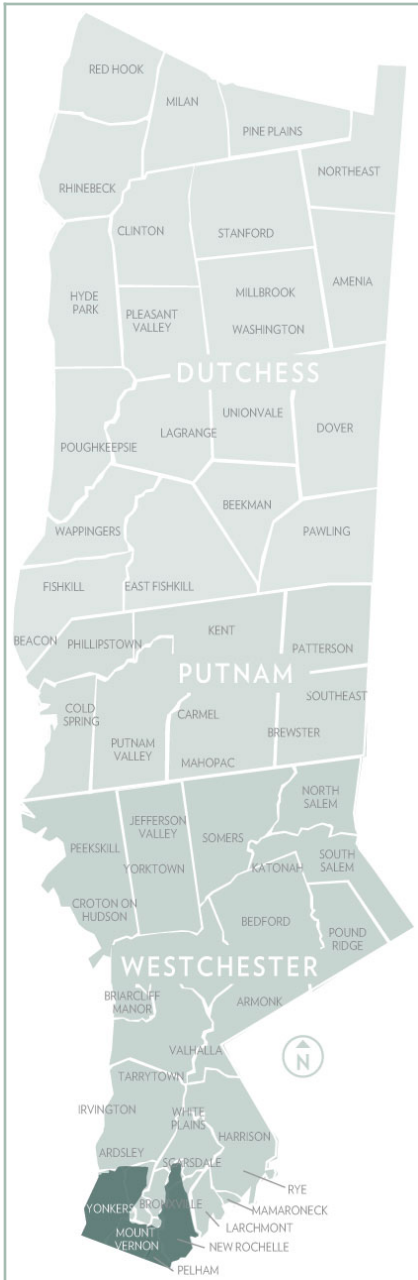 RED HOOK
MILAN
PINE PLAINS
NORTHEAST
RHINEBECK
CLINTON
STANFORD
AMENIA
HYDE
PARK
MILLBROOK
PLEASANT
VALLEY
WASHINGTON
DUTCHESS
UNIONVALE
LAGRANGE
DOVER
POUGHKEEPSIE
BEEKMAN
WAPPINGERS
PAWLING
FISHKILL
EAST FISHKILL
KENT
BEACON
PHILLIPSTOWN
PATTERSON
PUTNAM
SOUTHEAST
COLD
SPRING
CARMEL
BREWSTER
PUTNAM
VALLEY
MAHOPAC
NORTH
SALEM
JEFFERSON
VALLEY
SOMERS
PEEKSKILL
SOUTH
SALEM
YORKTOWN
KATONAH
CROTON ON
HUDSON
BEDFORD
POUND
RIDGE
WESTCHESTER
BRIARCLIFF
MANOR
ARMONK
VALHALLA
N
TARRYTOWN
IRVINGTON
WHITE
PLAINS
HARRISON
ARDSLEY
SCARSDALE
RYE
YONKERS
BRONXVILLE
MAMARONECK
LARCHMONT
MOUNT
VERNON
NEW ROCHELLE
PELHAM